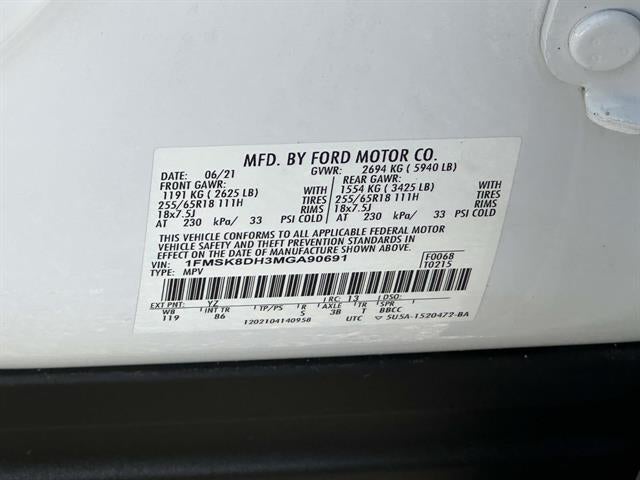 MFD. BY FORD MOTOR CO.
DATE: 06/21 GVWR: 2694 KG ( 5940 LB)
FRONT GAWR: REAR GAWR:
1191 KG ( 2625 LB) WITH 1554 KG ( 3425 LB) WITH
255/65R18 111H TIRES 255/65R18 111H TIRES
18x7.5J RIMS 18x7.5J RIMS
AT 230 kPa/ 33 PSI COLD AT 230 kPa/ 33 PSI COLD
THIS VEHICLE CONFORMS TO ALL APPLICABLE FEDERAL MOTOR
VEHICLE SAFETY AND THEFT PREVENTION STANDARDS IN
EFFECT ON THE DATE OF MANUFACTURE SHOWN ABOVE.
VIN: 1FMSK8DH3MGA90691 F0068
TYPE: MPV T0215
EXT PNT: YZ RC: 13 DSO:
WB INT TR TP/PS R AXLE TR SPR
119 86 S 3B T BBCC
1202104140958 UTC 5U5A-1520472-BA